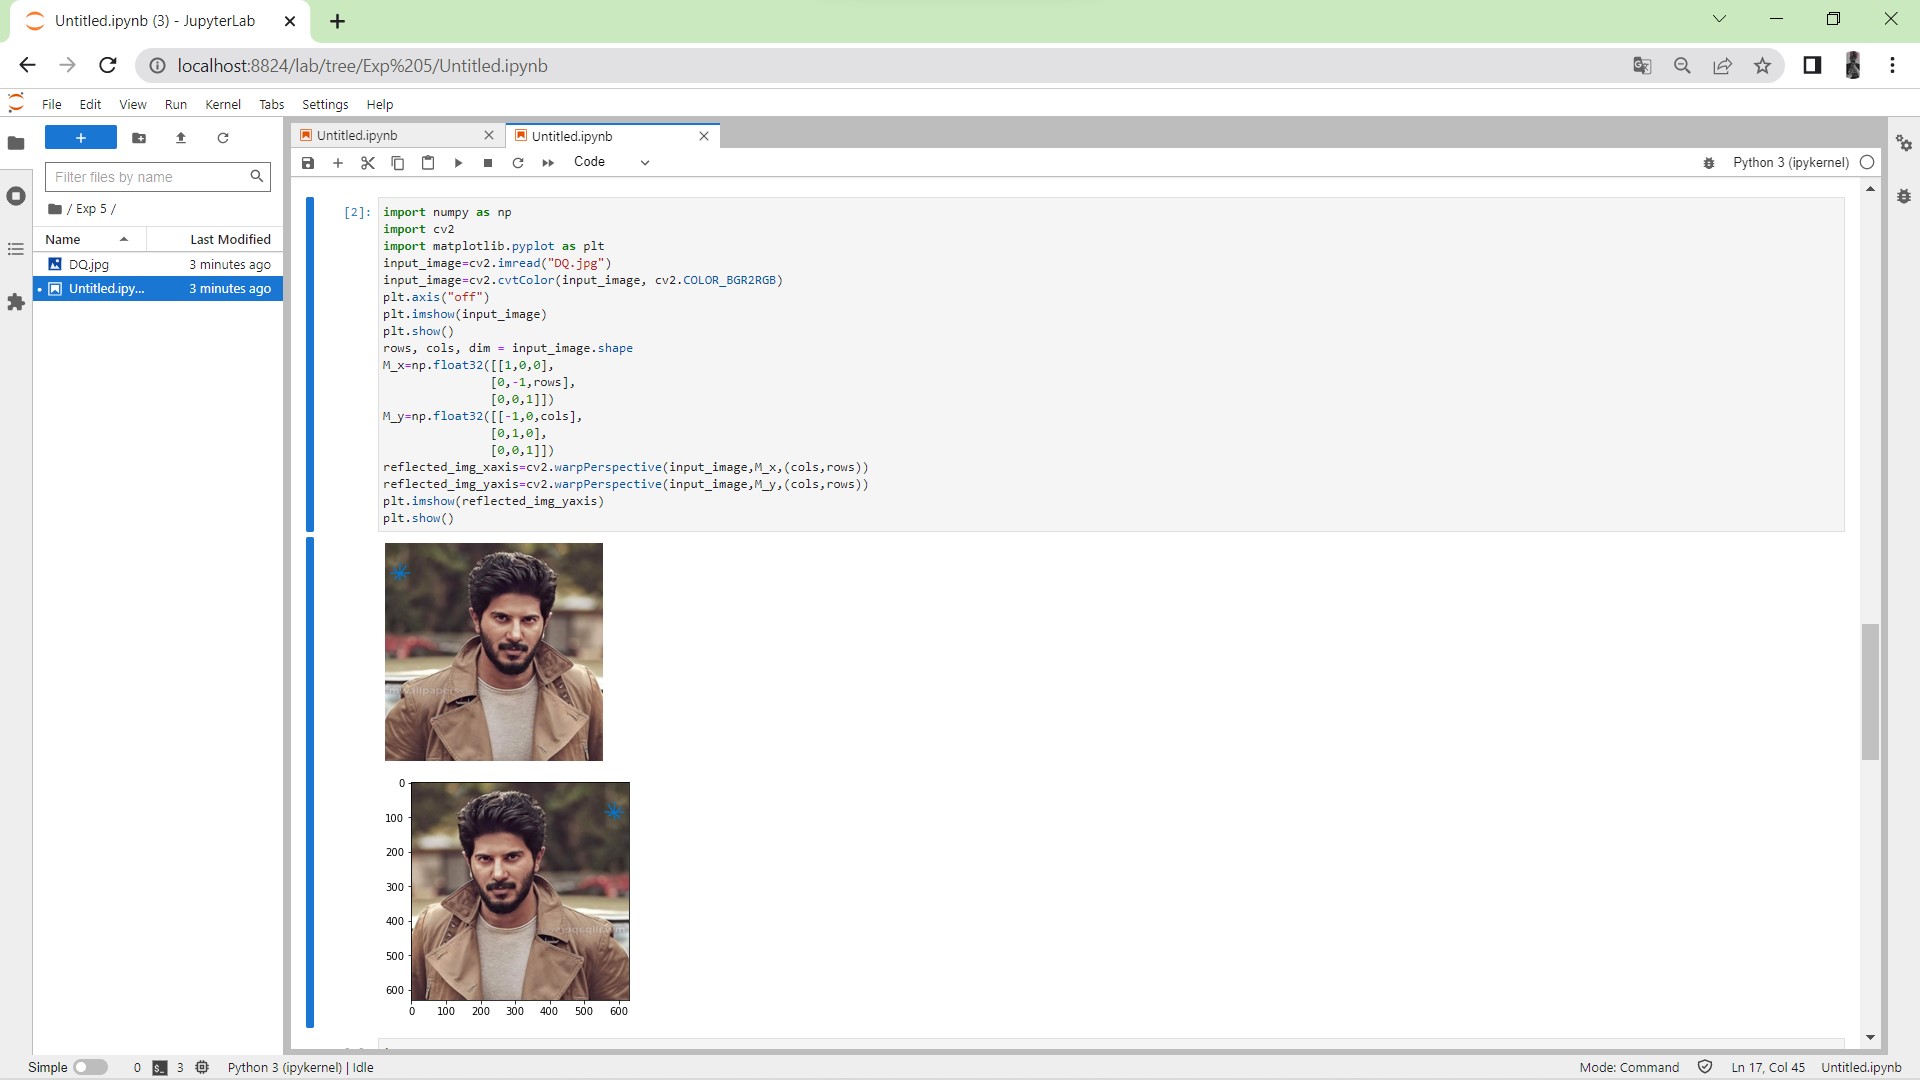 Untitled.ipynb (3) - JupyterLab
localhost:8824/lab/tree/Exp%205/Untitled.ipynb
File Edit View Run Kernel Tabs Settings Help
Untitled.ipynb Untitled.ipynb
Code Python 3 (ipykernel)
Filter files by name
/ Exp 5 /
Name Last Modified
DQ.jpg 3 minutes ago
Untitled.ipy... 3 minutes ago
[2]: import numpy as np
import cv2
import matplotlib.pyplot as plt
input_image=cv2.imread("DQ.jpg")
input_image=cv2.cvtColor(input_image, cv2.COLOR_BGR2RGB)
plt.axis("off")
plt.imshow(input_image)
plt.show()
rows, cols, dim = input_image.shape
M_x=np.float32([[1,0,0],
[0,-1,rows],
[0,0,1]])
M_y=np.float32([[-1,0,cols],
[0,1,0],
[0,0,1]])
reflected_img_xaxis=cv2.warpPerspective(input_image,M_x,(cols,rows))
reflected_img_yaxis=cv2.warpPerspective(input_image,M_y,(cols,rows))
plt.imshow(reflected_img_yaxis)
plt.show()
0
100
200
300
400
500
600
0 100 200 300 400 500 600
Simple 0 3 Python 3 (ipykernel) | Idle Mode: Command Ln 17, Col 45 Untitled.ipynb